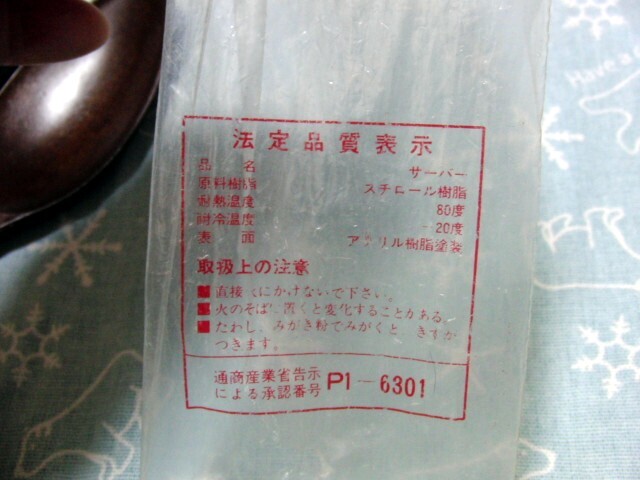 法定品質表示
品名 サーバー
原料樹脂 スチロール樹脂
耐熱温度 80度
耐冷温度 -20度
表面 アクリル樹脂塗装
取扱上の注意
■直接火にかけないで下さい。
■火のそばに置くと変化することがある。
■たわし、みがき粉でみがくと、きずが
つきます。
通商産業省告示
による承認番号 P1-6301
Have a